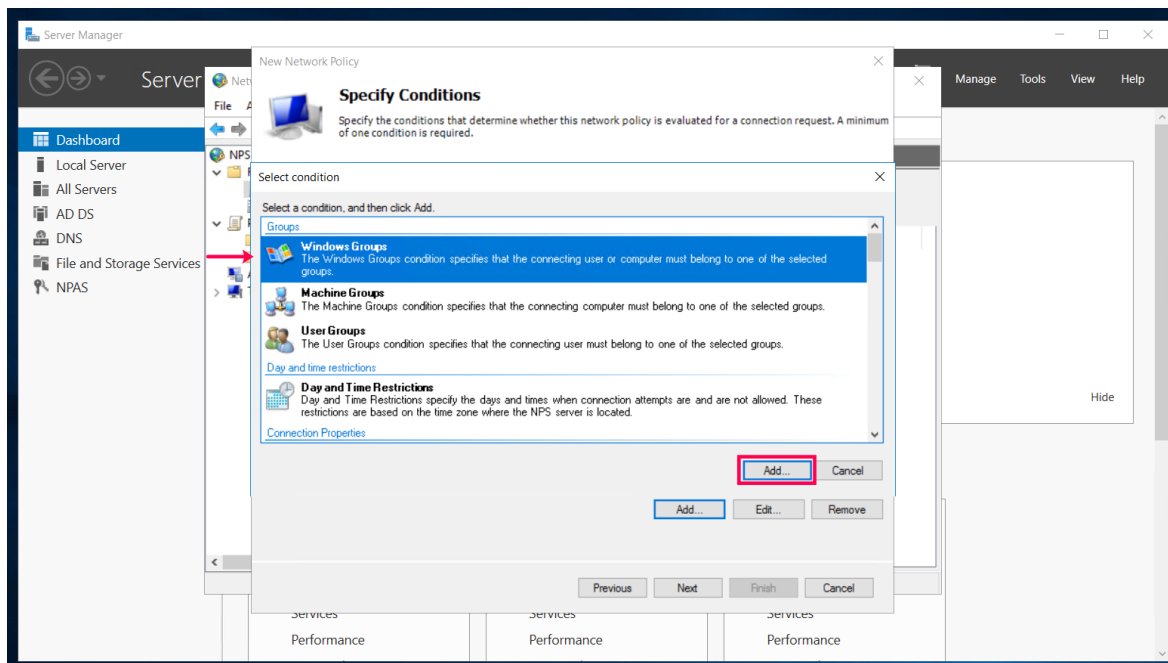 Server Manager
Server
Manage
Tools
View
Help
Dashboard
Local Server
All Servers
AD DS
DNS
File and Storage Services
NPAS
File
NPS
New Network Policy
Specify Conditions
Specify the conditions that determine whether this network policy is evaluated for a connection request. A minimum
of one condition is required.
Select condition
Select a condition, and then click Add.
Groups
Windows Groups
The Windows Groups condition specifies that the connecting user or computer must belong to one of the selected
groups.
Machine Groups
The Machine Groups condition specifies that the connecting computer must belong to one of the selected groups.
User Groups
The User Groups condition specifies that the connecting user must belong to one of the selected groups.
Day and time restrictions
Day and Time Restrictions
Day and Time Restrictions specify the days and times when connection attempts are and are not allowed. These
restrictions are based on the time zone where the NPS server is located.
Connection Properties
Add...
Cancel
Add...
Edit...
Remove
Previous
Next
Finish
Cancel
Hide
Services
Services
Services
Performance
Performance
Performance